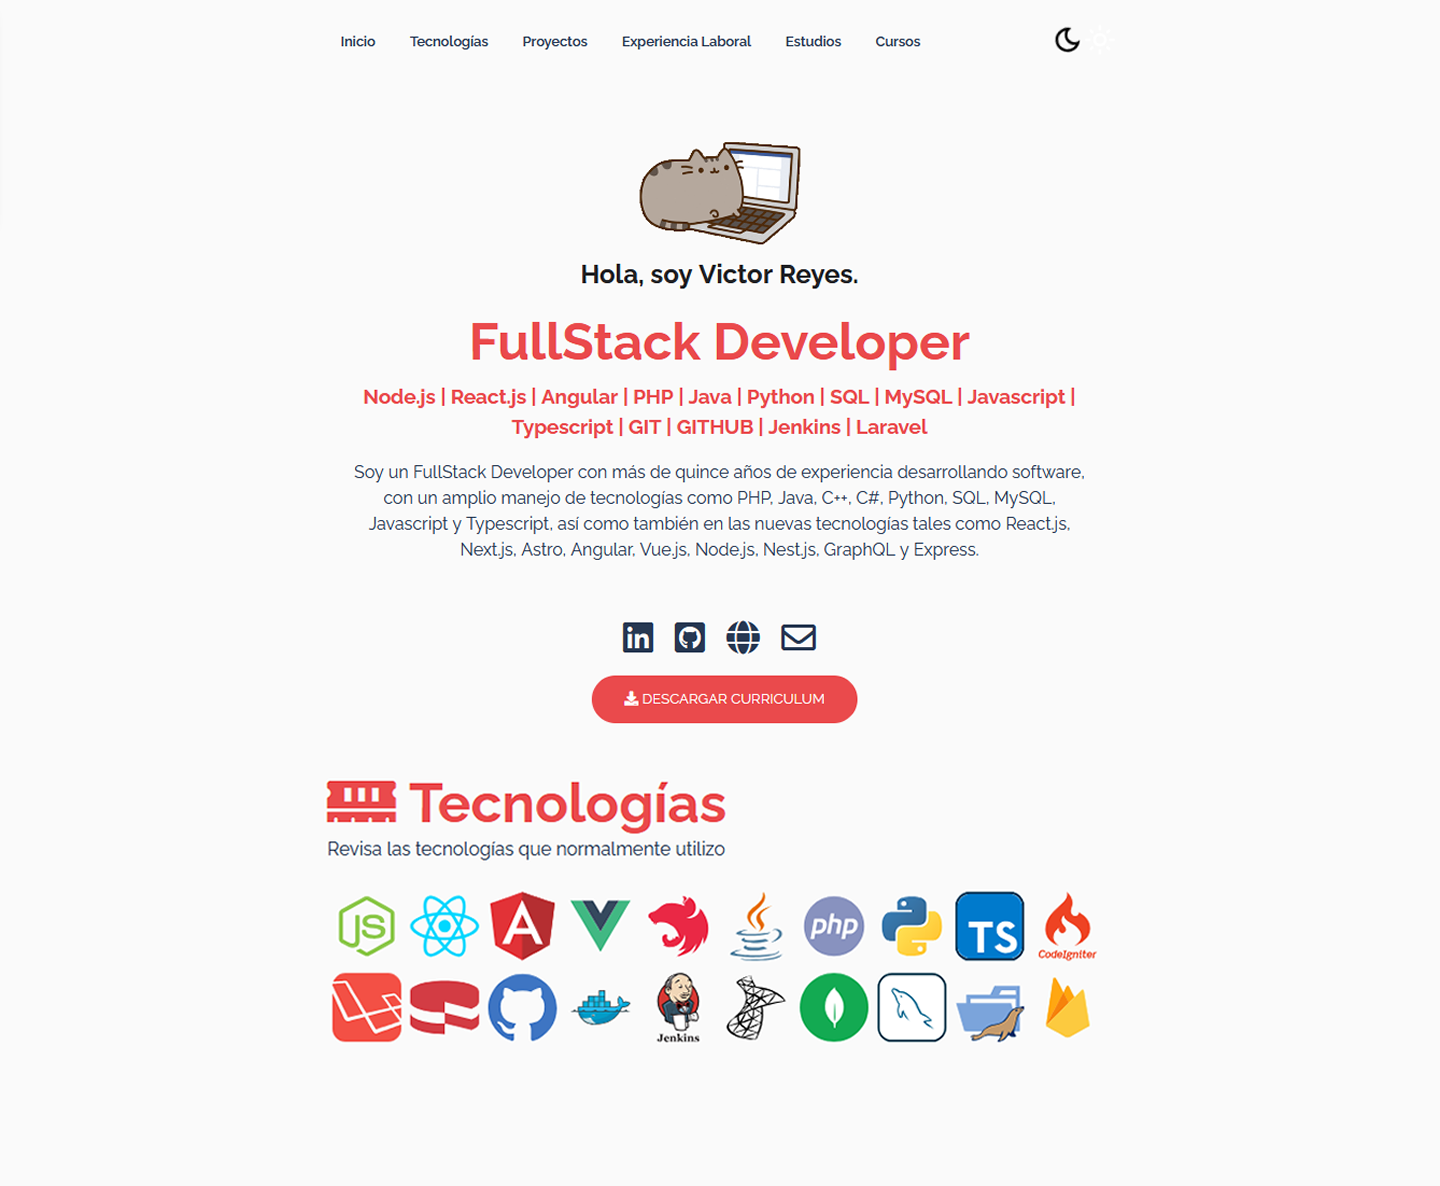 Inicio Tecnologías Proyectos Experiencia Laboral Estudios Cursos
Hola, soy Victor Reyes.
FullStack Developer
Node.js | React.js | Angular | PHP | Java | Python | SQL | MySQL | Javascript |
Typescript | GIT | GITHUB | Jenkins | Laravel
Soy un FullStack Developer con más de quince años de experiencia desarrollando software,
con un amplio manejo de tecnologías como PHP, Java, C++, C#, Python, SQL, MySQL,
Javascript y Typescript, así como también en las nuevas tecnologías tales como React.js,
Next.js, Astro, Angular, Vue.js, Node.js, Nest.js, GraphQL y Express.
in
DESCARGAR CURRICULUM
Tecnologías
Revisa las tecnologías que normalmente utilizo
JS A php TS CodeIgniter
Jenkins